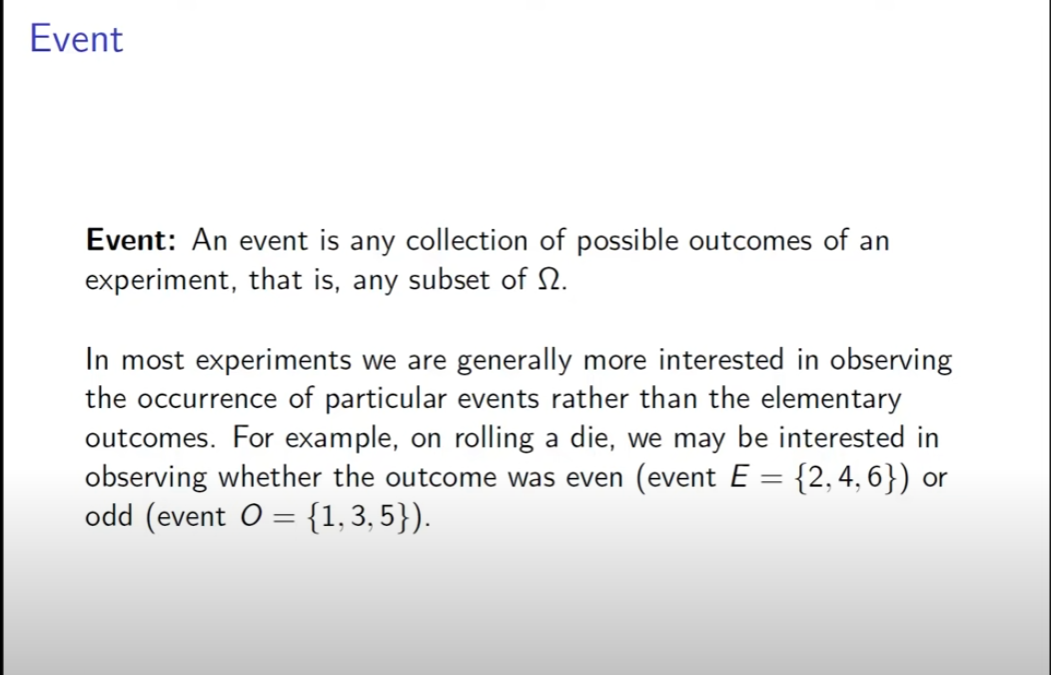 Event
Event: An event is any collection of possible outcomes of an
experiment, that is, any subset of Ω.
In most experiments we are generally more interested in observing
the occurrence of particular events rather than the elementary
outcomes. For example, on rolling a die, we may be interested in
observing whether the outcome was even (event E = {2, 4, 6}) or
odd (event O = {1, 3, 5}).